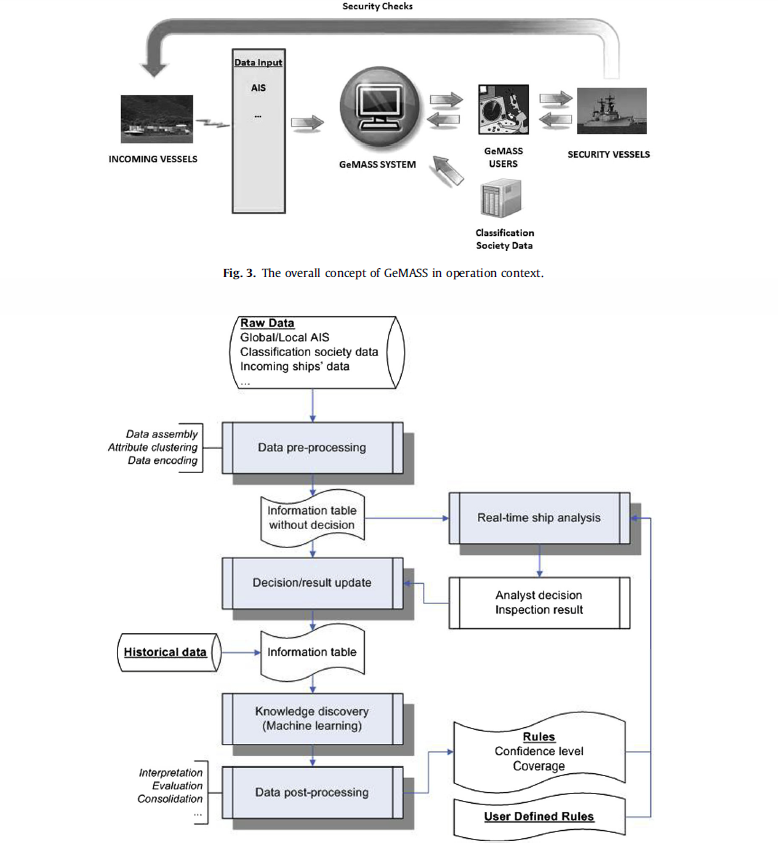 Security Checks
Data Input
AIS
...
INCOMING VESSELS
GeMASS SYSTEM
GeMASS
USERS
SECURITY VESSELS
Classification
Society Data
Fig. 3. The overall concept of GeMASS in operation context.
Raw Data
Global/Local AIS
Classification society data
Incoming ships' data
...
Data assembly
Attribute clustering
Data encoding
Data pre-processing
Information table
without decision
Real-time ship analysis
Decision/result update
Analyst decision
Inspection result
Historical data
Information table
Knowledge discovery
(Machine learning)
Rules
Confidence level
Coverage
Interpretation
Evaluation
Consolidation
...
Data post-processing
User Defined Rules